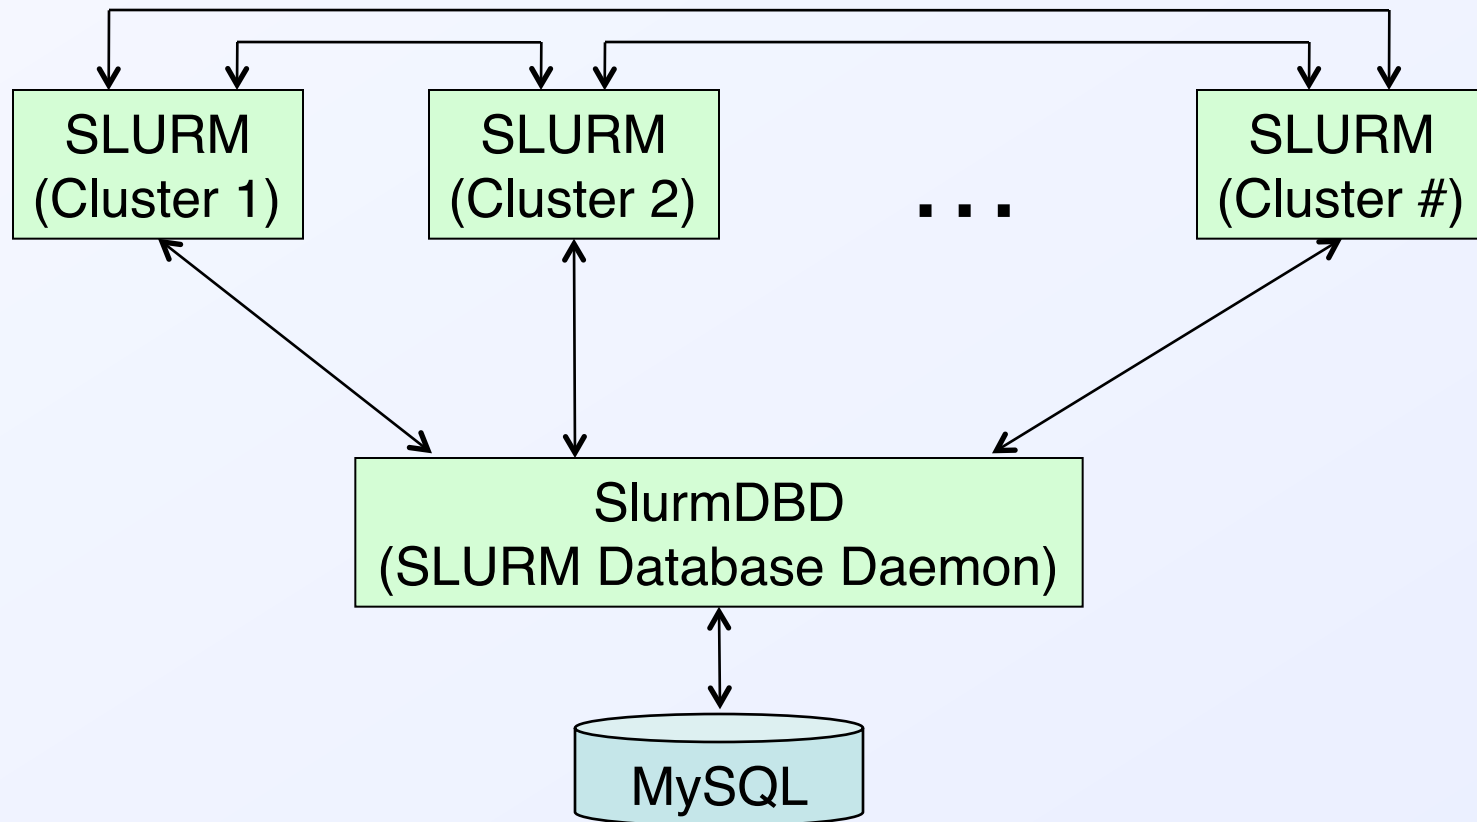 SLURM
(Cluster 1)
SLURM
(Cluster 2)
...
SLURM
(Cluster #)
SlurmDBD
(SLURM Database Daemon)
MySQL